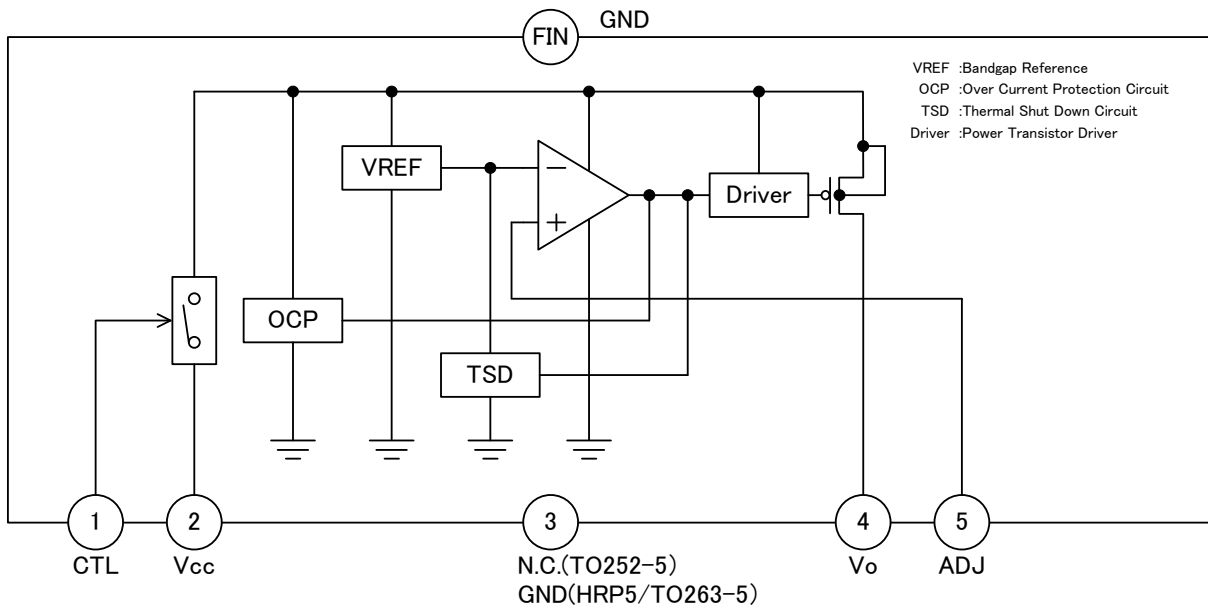 FIN GND
VREF :Bandgap Reference
OCP :Over Current Protection Circuit
TSD :Thermal Shut Down Circuit
Driver :Power Transistor Driver
VREF
−
+
Driver
OCP
TSD
1
2
3
4
5
CTL
Vcc
N.C.(TO252-5)
GND(HRP5/TO263-5)
Vo
ADJ